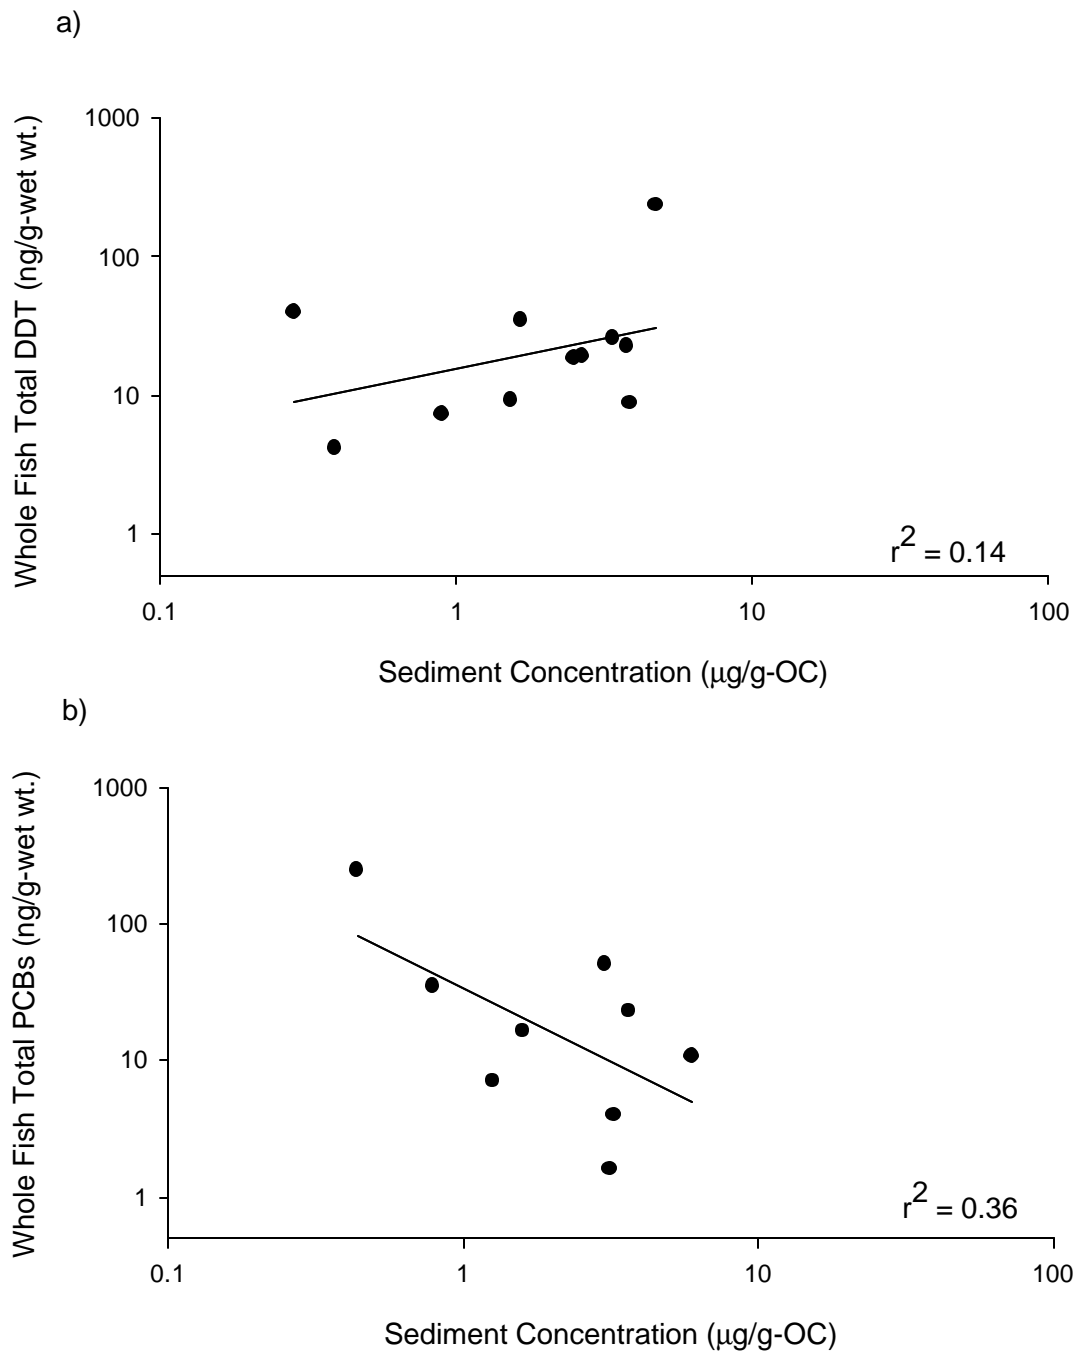 a)
Whole Fish Total DDT (ng/g-wet wt.)
1000
100
10
1
r2 = 0.14
0.1 1 10 100
Sediment Concentration (μg/g-OC)
b)
Whole Fish Total PCBs (ng/g-wet wt.)
1000
100
10
1
r2 = 0.36
0.1 1 10 100
Sediment Concentration (μg/g-OC)